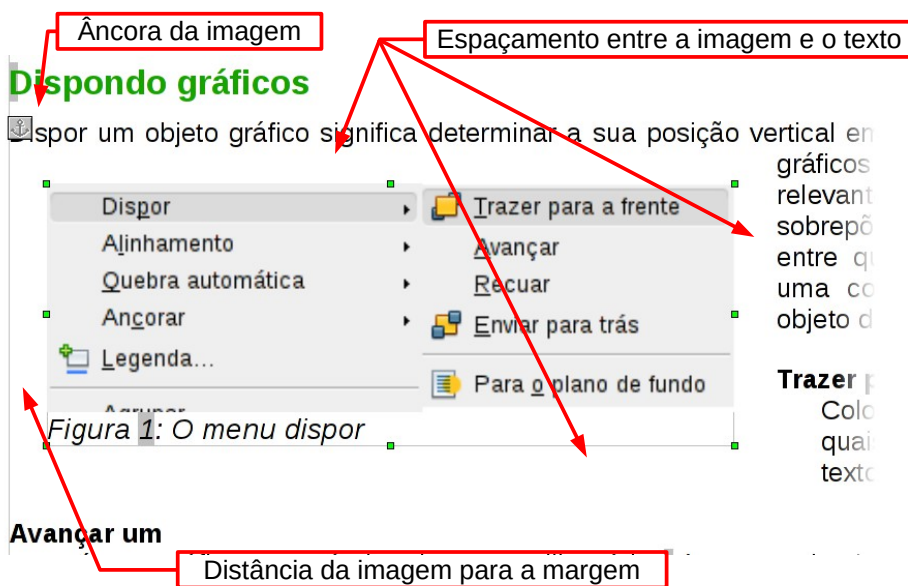 Âncora da imagem
Espaçamento entre a imagem e o texto
Dispondo gráficos
Dispor um objeto gráfico significa determinar a sua posição vertical em
gráficos
relevant
sobrepõ
entre qu
uma co
objeto d
Dispor
Alinhamento
Quebra automática
Ancorar
Legenda...
Agrupar
Trazer para a frente
Avançar
Recuar
Enviar para trás
Para o plano de fundo
Figura 1: O menu dispor
Trazer p
Colo
quai
texto
Avançar um
Distância da imagem para a margem